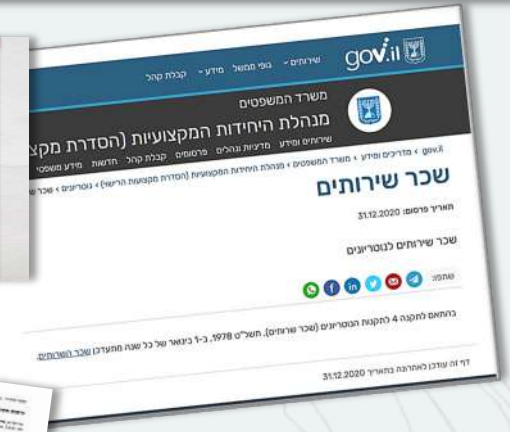 gov.il
שירותים
גופי ממשל
מידע
קבלת קהל
משרד המשפטים
מנהלת היחידות המקצועיות (הסדרת מקצ
שירותים ומידע מדיניות ונהלים פרסומים קבלת קהל חדשות מידע משפטי
gov.il › מדריכים ומידע › משרד המשפטים › מנהלת היחידות המקצועיות (הסדרת מקצועות הרישוי) › נוטריונים › שכר ש
שכר שירותים
תאריך פרסום: 31.12.2020
שכר שירותים לנוטריונים
שתפו:
בהתאם לתקנה 4 לתקנות הנוטריונים (שכר שרותים), תשל"ט 1978, ב-1 בינואר של כל שנה מתעדכן שכר השרותים.
דף זה עודכן לאחרונה בתאריך 31.12.2020